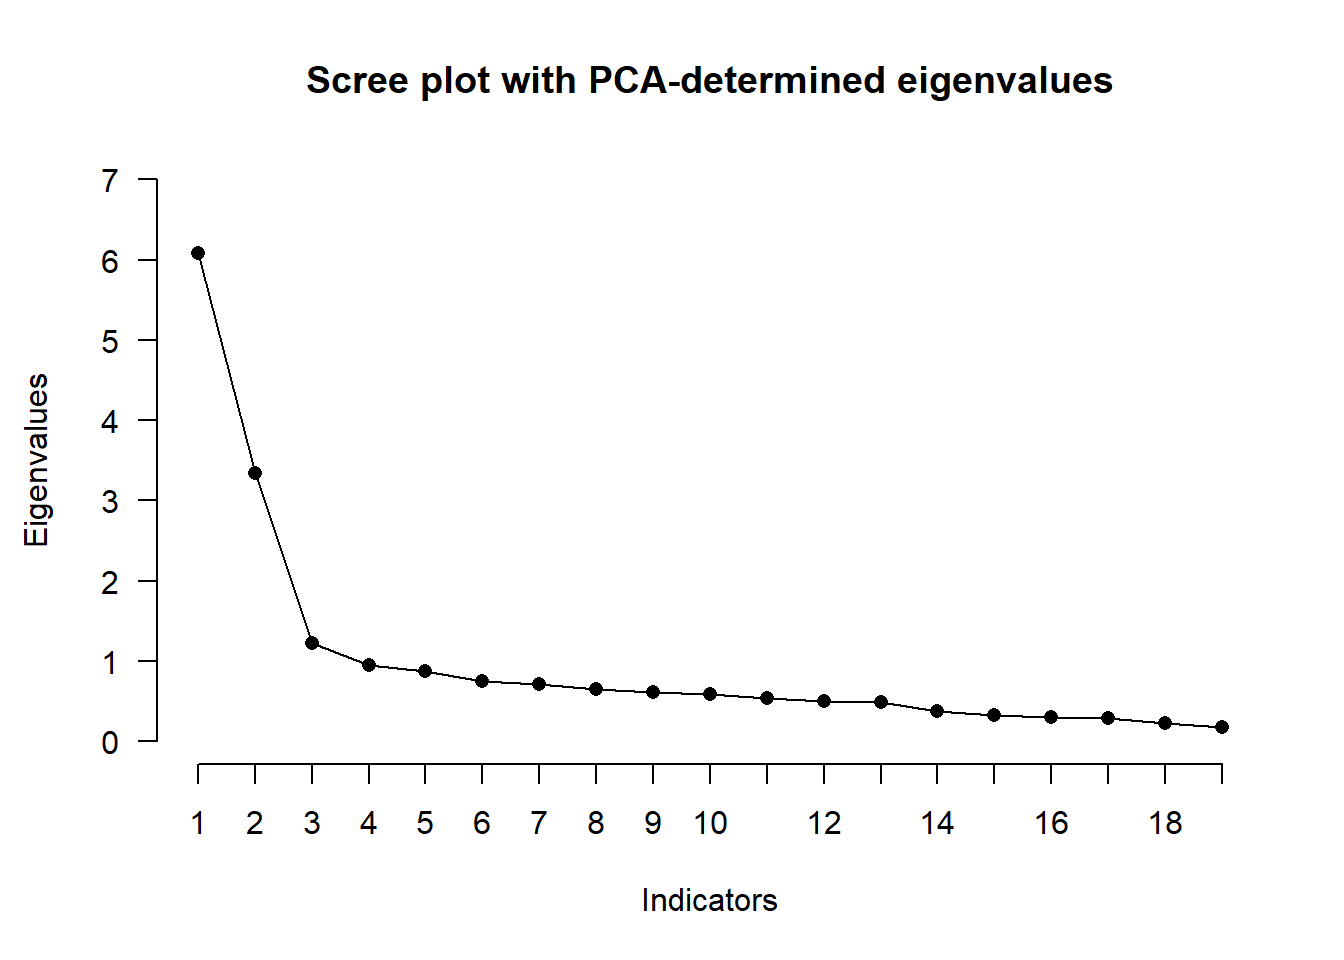 Scree plot with PCA-determined eigenvalues
7
6
5
4
3
2
1
0
Eigenvalues
1 2 3 4 5 6 7 8 9 10 12 14 16 18
Indicators